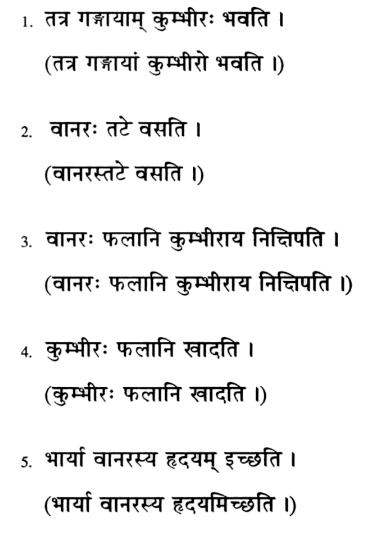 1. तत्र गङ्गायाम् कुम्भीरः भवति ।
(तत्र गङ्गायां कुम्भीरो भवति ।)
2. वानरः तटे वसति ।
(वानरस्तटे वसति ।)
3. वानरः फलानि कुम्भीराय निक्षिपति ।
(वानरः फलानि कुम्भीराय निक्षिपति ।)
4. कुम्भीरः फलानि खादति ।
(कुम्भीरः फलानि खादति ।)
5. भार्या वानरस्य हृदयम् इच्छति ।
(भार्या वानरस्य हृदयमिच्छति ।)